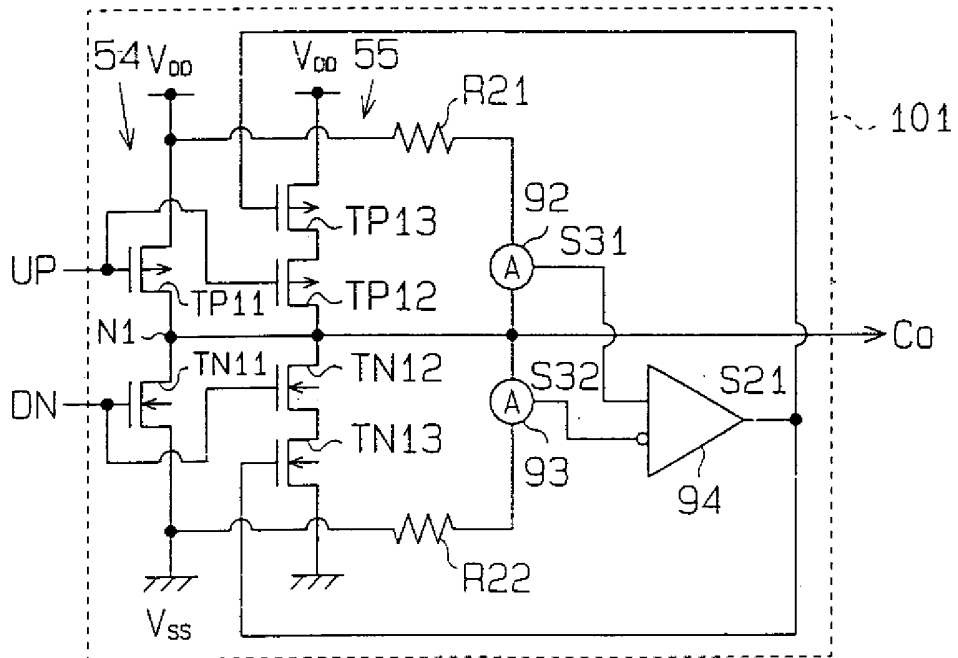 54
V_DD
V_DD
55
R21
101
92
S31
TP13
UP
TP11
TP12
N1
Co
TN11
TN12
S32
S21
DN
TN13
93
94
R22
V_SS
A
A